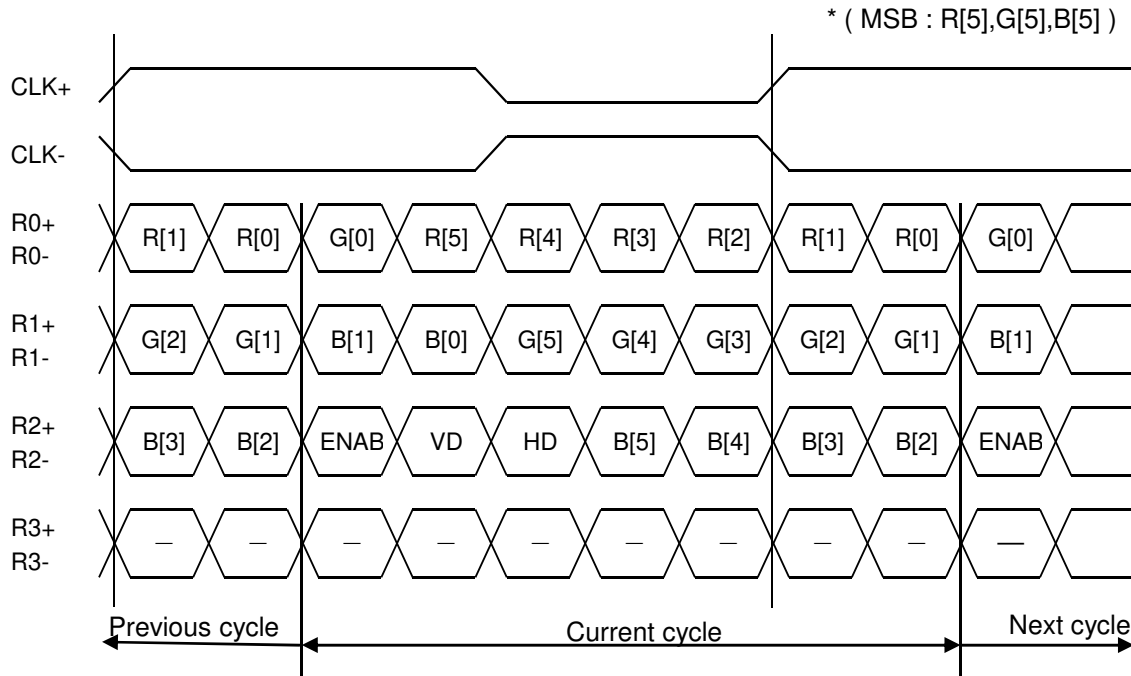 * ( MSB : R[5],G[5],B[5] )
CLK+
CLK-
R0+
R0-
R[1] R[0] G[0] R[5] R[4] R[3] R[2] R[1] R[0] G[0]
R1+
R1-
G[2] G[1] B[1] B[0] G[5] G[4] G[3] G[2] G[1] B[1]
R2+
R2-
B[3] B[2] ENAB VD HD B[5] B[4] B[3] B[2] ENAB
R3+
R3-
— — — — — — — — — —
Previous cycle Current cycle Next cycle